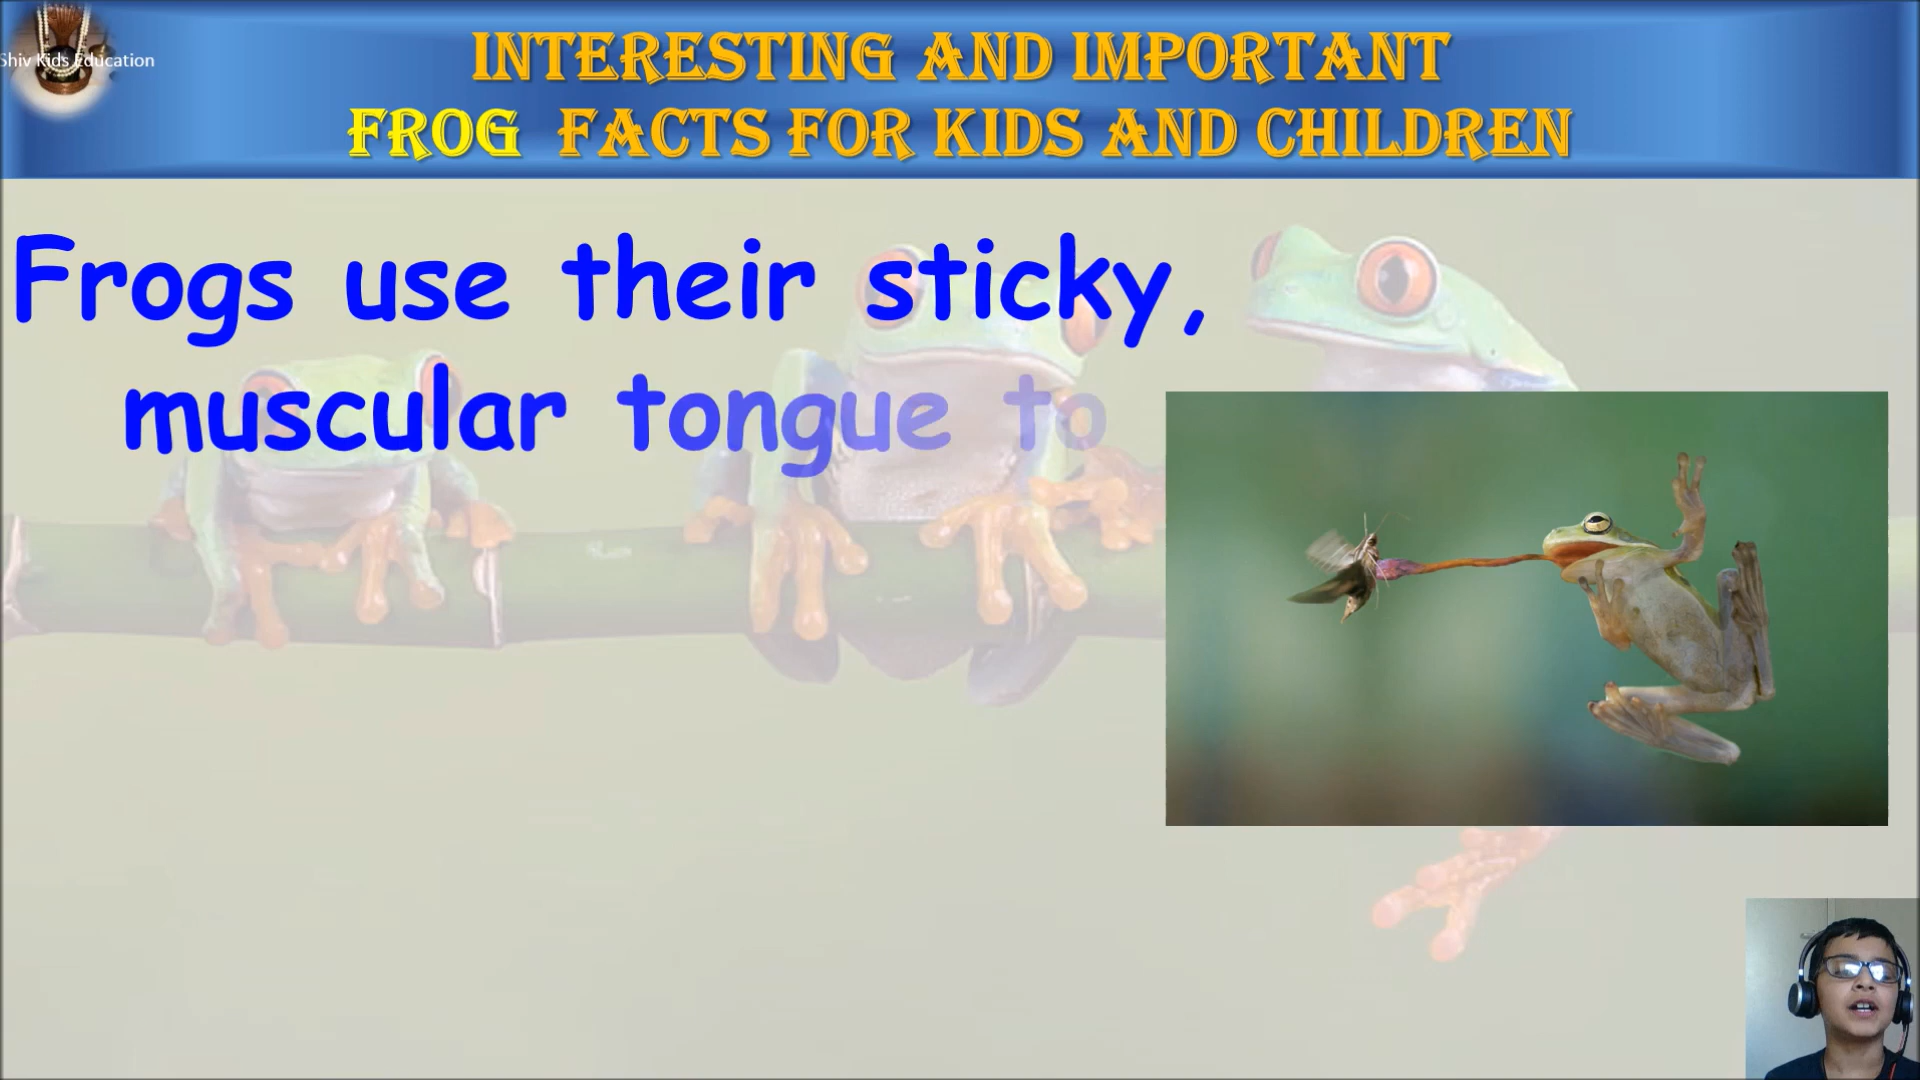 Shiv Kids Education
INTERESTING AND IMPORTANT
FROG FACTS FOR KIDS AND CHILDREN
Frogs use their sticky,
muscular tongue to